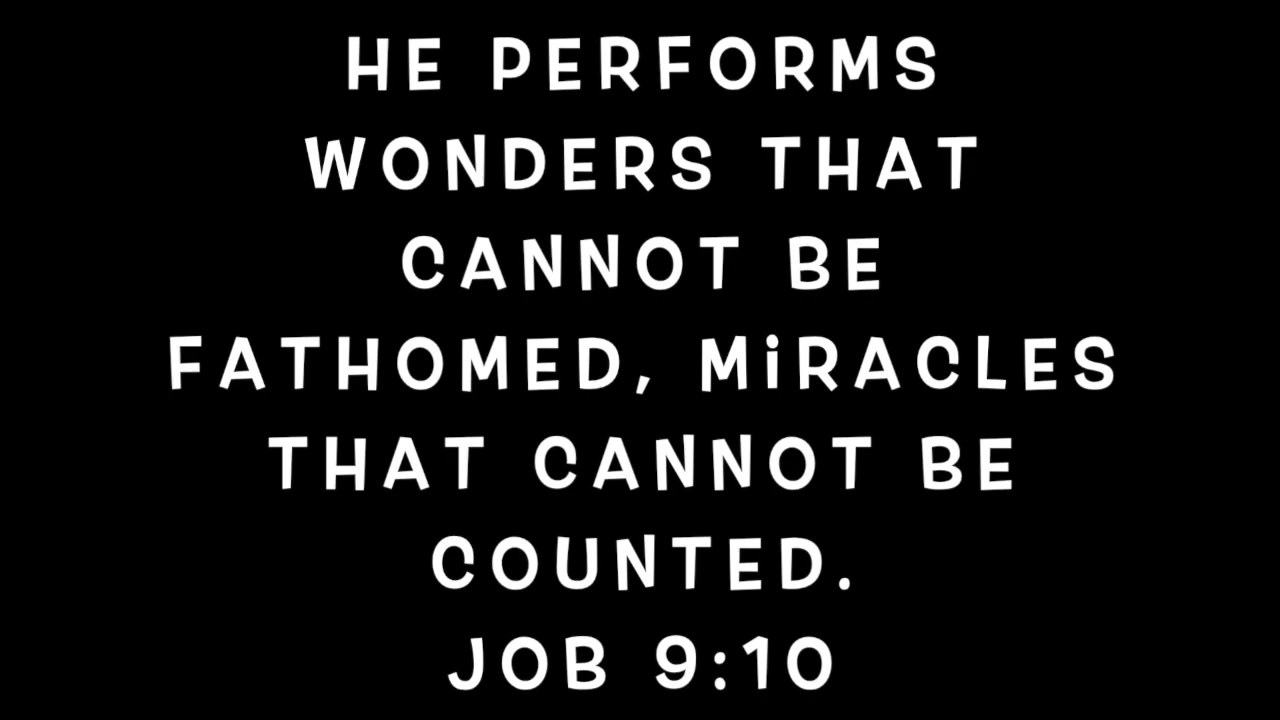 HE PERFORMS
WONDERS THAT
CANNOT BE
FATHOMED, MiRACLES
THAT CANNOT BE
COUNTED.
JOB 9:10